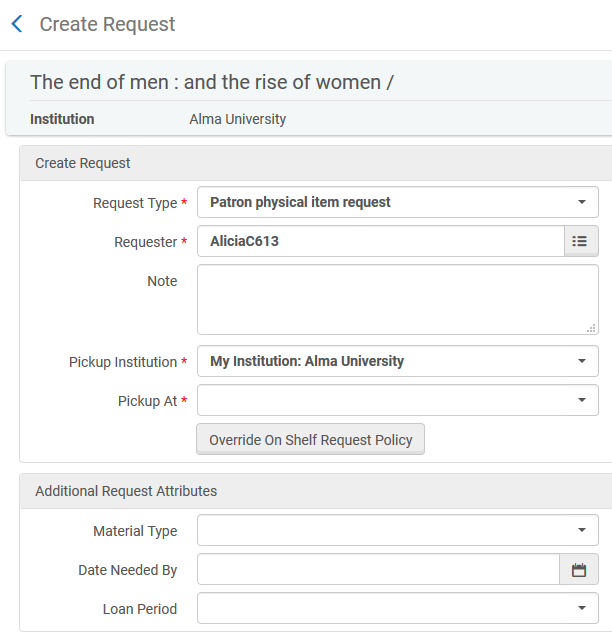 Create Request
The end of men : and the rise of women /
Institution Alma University
Create Request
Request Type * Patron physical item request
Requester * AliciaC613
Note
Pickup Institution * My Institution: Alma University
Pickup At *
Override On Shelf Request Policy
Additional Request Attributes
Material Type
Date Needed By
Loan Period